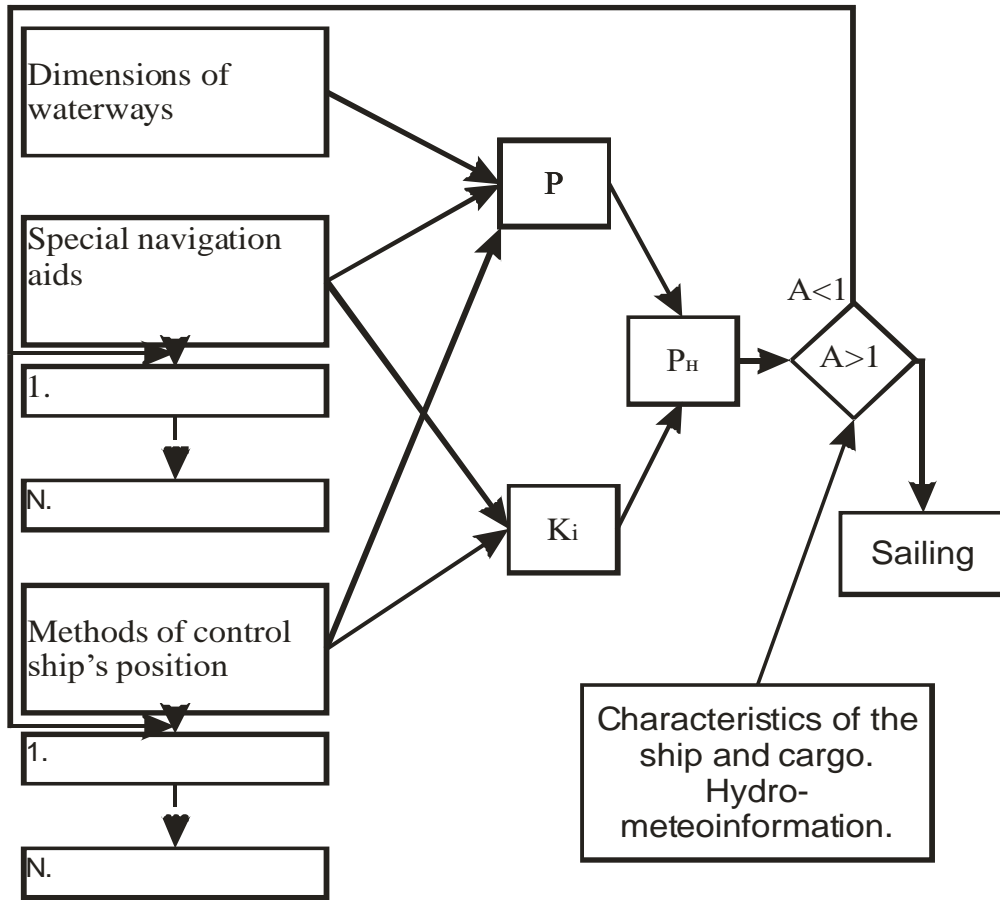 Dimensions of
waterways
Special navigation
aids
1.
N.
Methods of control
ship's position
1.
N.
P
Ki
PH
A<1
A>1
Sailing
Characteristics of the
ship and cargo.
Hydro-
meteoinformation.